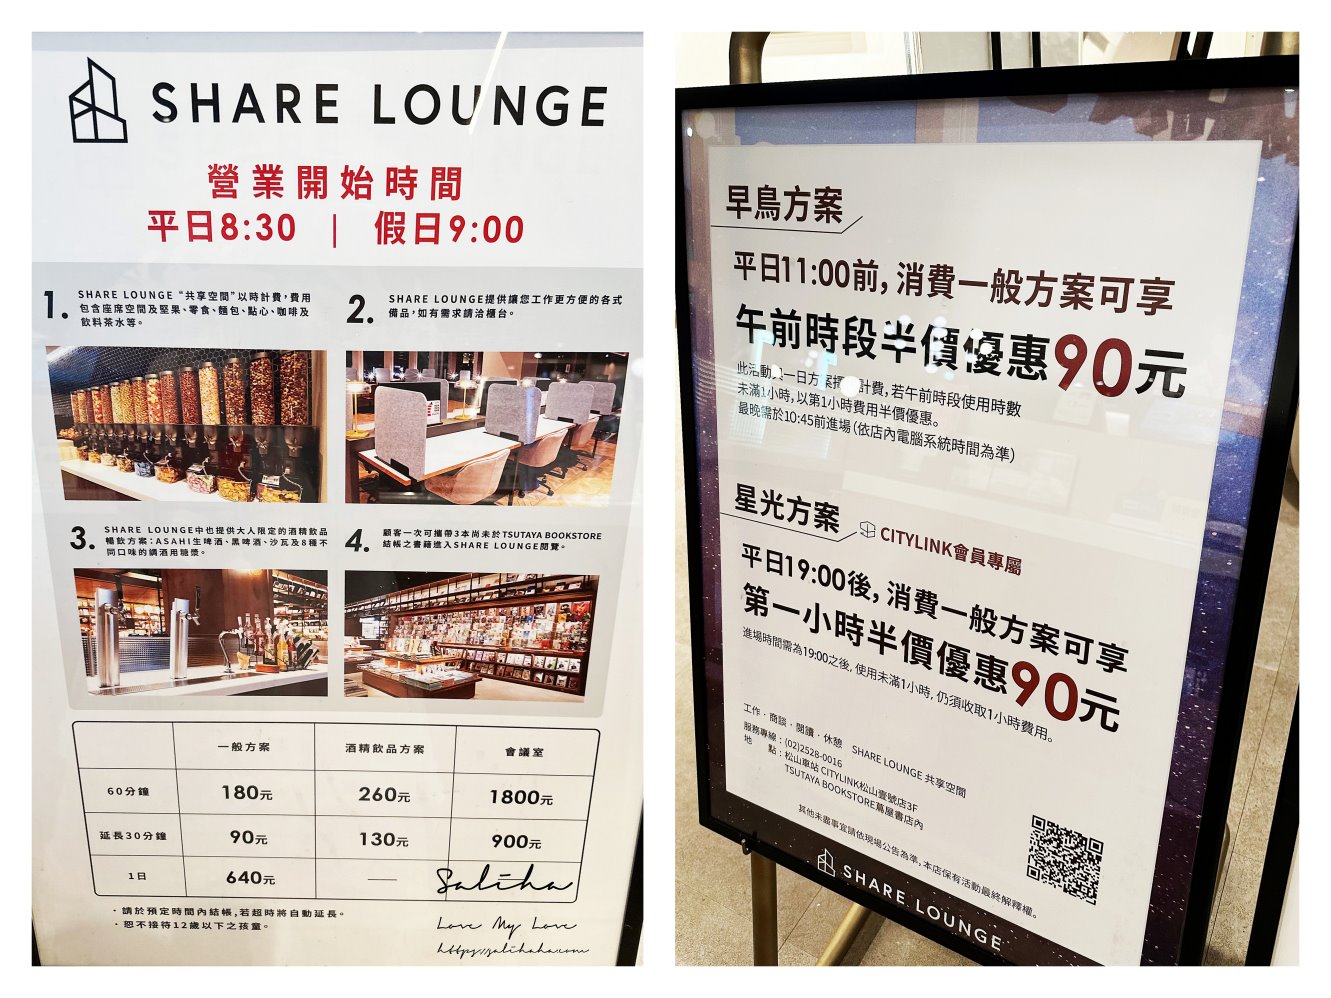 SHARE LOUNGE
營業開始時間
平日8:30 | 假日9:00
1.
SHARE LOUNGE “共享空間”以時計費，費用
包含座席空間及堅果、零食、麵包、點心、咖啡及
飲料茶水等。
2.
SHARE LOUNGE提供讓您工作更方便的各式
備品，如有需求請洽櫃台。
3.
SHARE LOUNGE中也提供大人限定的酒精飲品
暢飲方案：ASAHI生啤酒、黑啤酒、沙瓦及8種不
同口味的調酒用糖漿。
4.
顧客一次可攜帶3本尚未於TSUTAYA BOOKSTORE
結帳之書籍進入SHARE LOUNGE閱覽。
一般方案 酒精飲品方案 會議室
60分鐘 180元 260元 1800元
延長30分鐘 90元 130元 900元
1日 640元 —
・請於預定時間內結帳，若超時將自動延長。
・恕不接待12歲以下之孩童。
Saliha
Love My Love
https://salihaha.com
早鳥方案
平日11:00前，消費一般方案可享
午前時段半價優惠90元
此活動 一日方案 計費，若午前時段使用時數
未滿1小時，以第1小時費用半價優惠。
最晚需於10:45前進場（依店內電腦系統時間為準）
星光方案 CITYLINK會員專屬
平日19:00後，消費一般方案可享
第一小時半價優惠90元
進場時間需為19:00之後，使用未滿1小時，仍須收取1小時費用。
工作．商談．閱讀．休憩 SHARE LOUNGE 共享空間
服務專線：(02)2528-0016
地 點：松山車站 CITYLINK松山壹號店3F
TSUTAYA BOOKSTORE蔦屋書店內
其他未盡事宜請依現場公告為準，本店保有活動最終解釋權。
SHARE LOUNGE